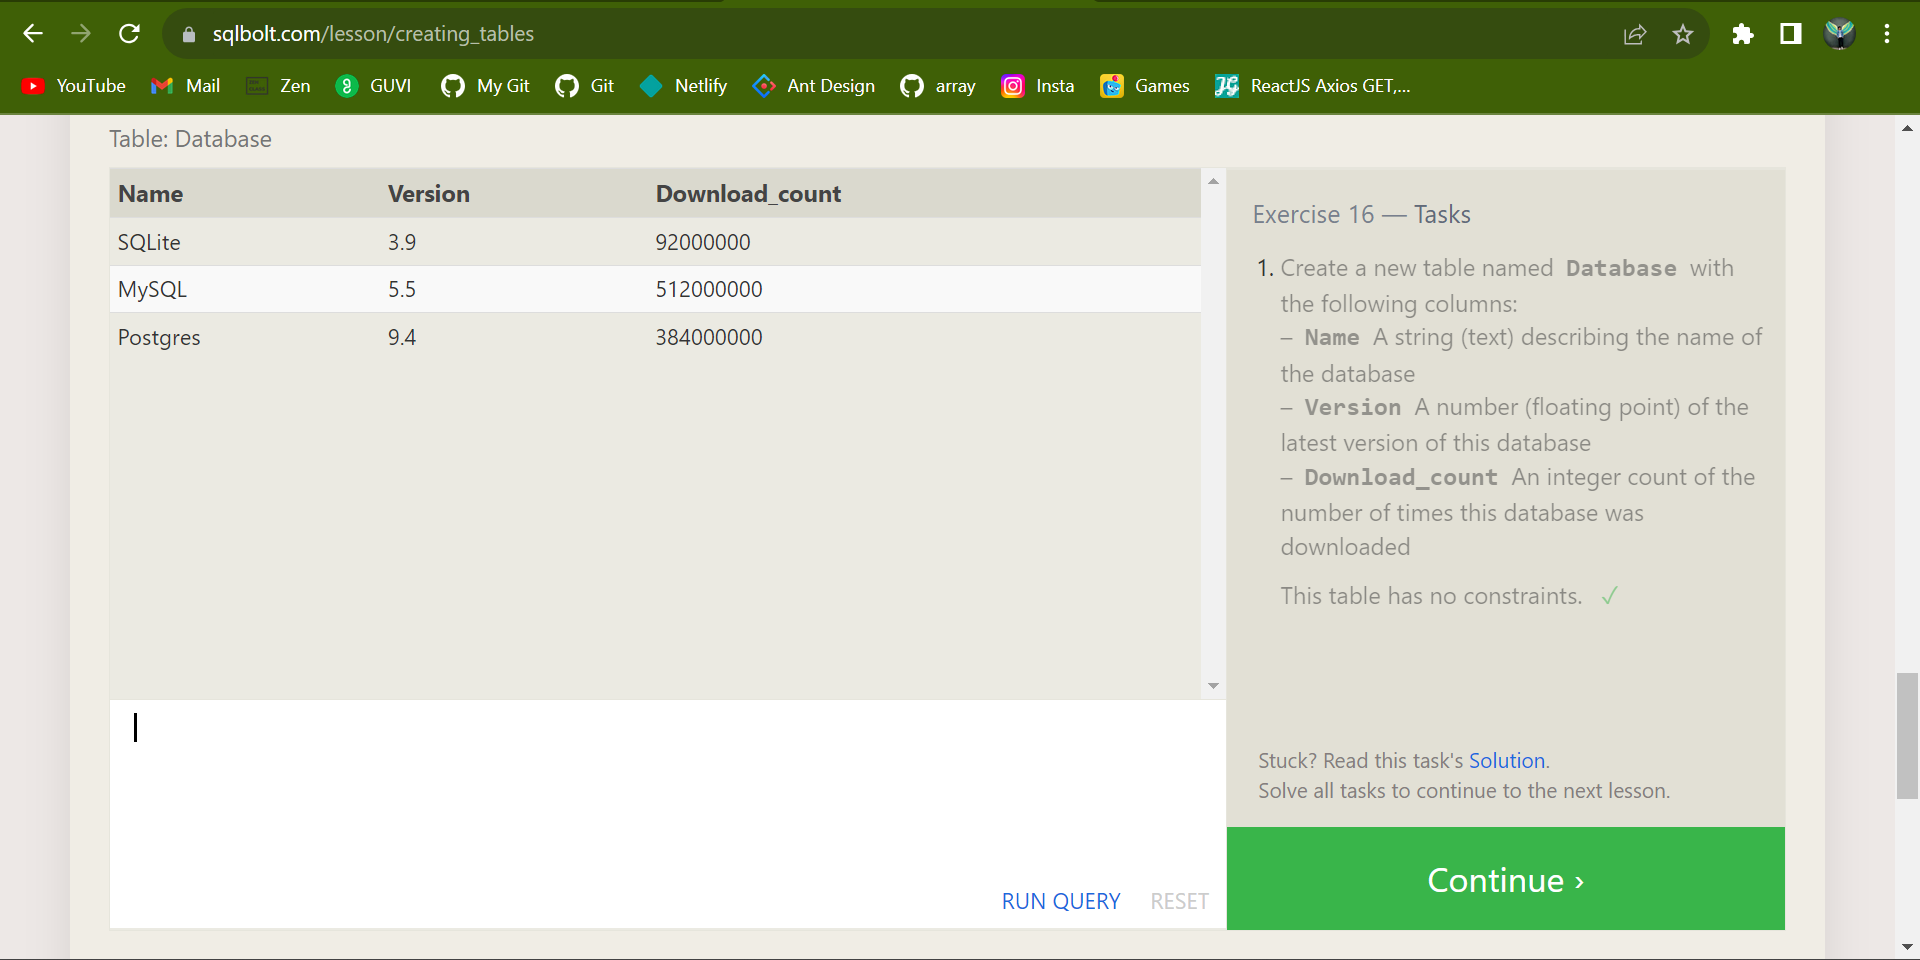 sqlbolt.com/lesson/creating_tables
YouTube Mail Zen GUVI My Git Git Netlify Ant Design array Insta Games ReactJS Axios GET,...
Table: Database
Name Version Download_count
SQLite 3.9 92000000
MySQL 5.5 512000000
Postgres 9.4 384000000
RUN QUERY RESET
Exercise 16 — Tasks
1. Create a new table named Database with
the following columns:
– Name A string (text) describing the name of
the database
– Version A number (floating point) of the
latest version of this database
– Download_count An integer count of the
number of times this database was
downloaded
This table has no constraints. ✓
Stuck? Read this task's Solution.
Solve all tasks to continue to the next lesson.
Continue ›